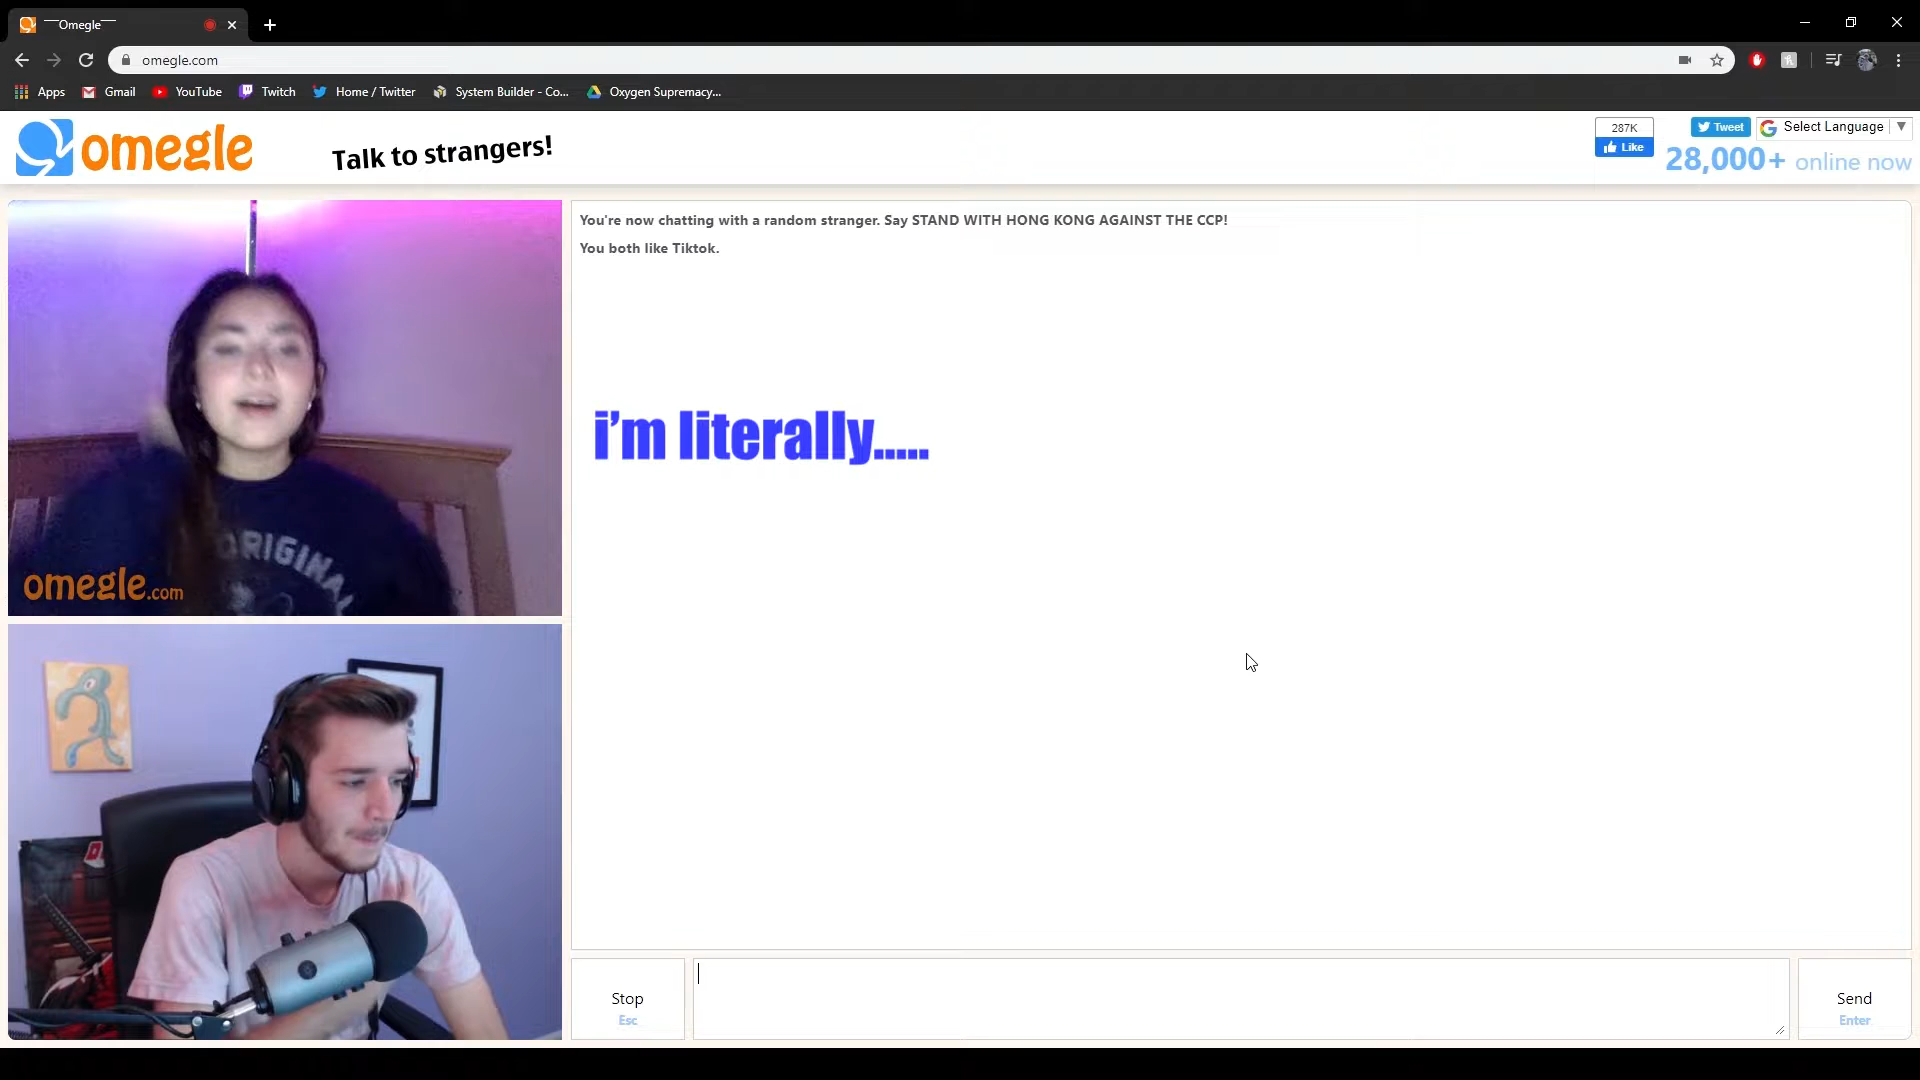 Omegle
omegle.com
Apps
Gmail
YouTube
Twitch
Home / Twitter
System Builder - Co...
Oxygen Supremacy...
omegle
Talk to strangers!
287K
Like
Tweet
Select Language
28,000+ online now
You're now chatting with a random stranger. Say STAND WITH HONG KONG AGAINST THE CCP!
You both like Tiktok.
i'm literally.....
ORIGINAL
omegle.com
Stop
Esc
Send
Enter